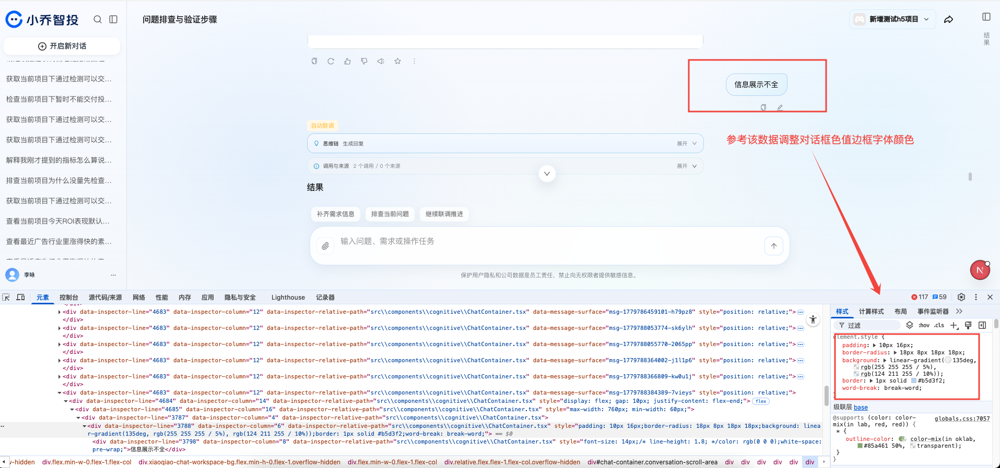 小乔智投
问题排查与验证步骤
新增测试h5项目
结果
开启新对话
获取当前项目下通过检测可以交...
检查当前项目下暂时不能交付投...
获取当前项目下通过检测可以交...
获取当前项目下通过检测可以交...
解释我刚才提到的指标怎么算说...
排查当前项目为什么没量先检查...
获取当前项目下通过检测可以交...
查看当前项目今天ROI表现默认...
查看最近广告行业里涨得快的素...
李咏
信息展示不全
自动联调
思维链 生成回复 展开
调用与来源 2 个调用 / 0 个来源 展开
结果
参考该数据调整对话框色值边框字体颜色
补齐需求信息 排查当前问题 继续联调推进
输入问题、需求或操作任务
保护用户隐私和公司数据是员工责任，禁止向无权限者提供敏感信息。
N
元素 控制台 源代码/来源 网络 性能 内存 应用 隐私与安全 Lighthouse 记录器 117 59
</div>
<div data-inspector-line="4683" data-inspector-column="12" data-inspector-relative-path="src\\components\\cognitive\\ChatContainer.tsx" data-message-surface="msg-1779786459101-h79pz8" style="position: relative;">
</div>
<div data-inspector-line="4683" data-inspector-column="12" data-inspector-relative-path="src\\components\\cognitive\\ChatContainer.tsx" data-message-surface="msg-1779788053774-sk6ylh" style="position: relative;">
</div>
<div data-inspector-line="4683" data-inspector-column="12" data-inspector-relative-path="src\\components\\cognitive\\ChatContainer.tsx" data-message-surface="msg-1779788055770-2065pp" style="position: relative;">
</div>
<div data-inspector-line="4683" data-inspector-column="12" data-inspector-relative-path="src\\components\\cognitive\\ChatContainer.tsx" data-message-surface="msg-1779788364002-j1l1p6" style="position: relative;">
</div>
<div data-inspector-line="4683" data-inspector-column="12" data-inspector-relative-path="src\\components\\cognitive\\ChatContainer.tsx" data-message-surface="msg-1779788366809-kw0u1j" style="position: relative;">
</div>
<div data-inspector-line="4683" data-inspector-column="12" data-inspector-relative-path="src\\components\\cognitive\\ChatContainer.tsx" data-message-surface="msg-1779788384389-7vieys" style="position: relative;">
<div data-inspector-line="4684" data-inspector-column="14" data-inspector-relative-path="src\\components\\cognitive\\ChatContainer.tsx" style="display: flex; gap: 10px; justify-content: flex-end;"> flex
<div data-inspector-line="4685" data-inspector-column="16" data-inspector-relative-path="src\\components\\cognitive\\ChatContainer.tsx" style="max-width: 760px; min-width: 60px;">
<div data-inspector-line="3787" data-inspector-column="4" data-inspector-relative-path="src\\components\\cognitive\\ChatContainer.tsx">
<div data-inspector-line="3788" data-inspector-column="6" data-inspector-relative-path="src\\components\\cognitive\\ChatContainer.tsx" style="padding: 10px 16px;border-radius: 18px 8px 18px 18px;background: linea
r-gradient(135deg, rgb(255 255 255 / 5%), rgb(124 211 255 / 10%));border: 1px solid #b5d3f2;word-break: break-word;"> == $0
<div data-inspector-line="3798" data-inspector-column="8" data-inspector-relative-path="src\\components\\cognitive\\ChatContainer.tsx" style="font-size: 14px;/* line-height: 1.8; */color: rgb(0 0 0);white-space:
pre-wrap;">信息展示不全</div>
w-hidden div.flex.min-w-0.flex-1.flex-col div.xiaoqiao-chat-workspace-bg.flex.min-h-0.flex-1.overflow-hidden div.flex.min-w-0.flex-1.flex-col div.relative.flex.flex-1.flex-col.overflow-hidden div#chat-container.conversation-scroll-area div div div div div div
样式 计算样式 布局 事件监听器
过滤 :hov .cls
element.style {
padding: 10px 16px;
border-radius: 18px 8px 18px 18px;
background: linear-gradient(135deg,
rgb(255 255 255 / 5%),
rgb(124 211 255 / 10%));
border: 1px solid #b5d3f2;
word-break: break-word;
}
级联层 base
@supports (color: color- globals.css:7057
mix(in lab, red, red)) {
* {
outline-color: color-mix(in oklab,
#85a461 50%, transparent);
}
}